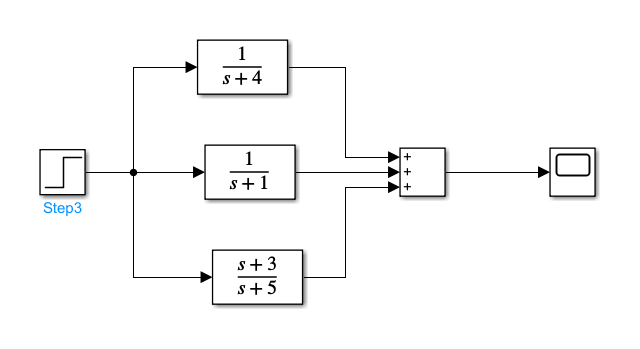 1
s + 4
1
s + 1
Step3
s + 3
s + 5
+
+
+